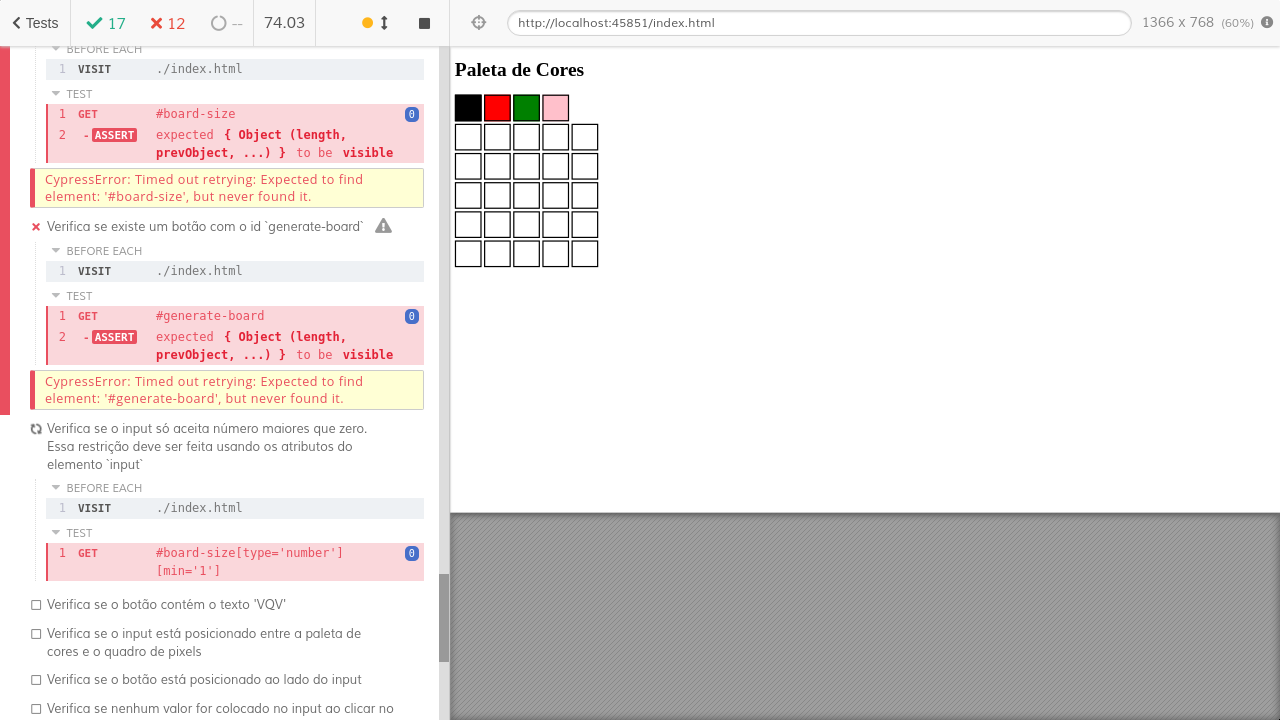 Tests 17 12 -- 74.03
http://localhost:45851/index.html 1366 x 768 (60%)
BEFORE EACH
1 VISIT ./index.html
TEST
1 GET #board-size 0
2 -ASSERT expected { Object (length,
prevObject, ...) } to be visible
CypressError: Timed out retrying: Expected to find
element: '#board-size', but never found it.
Verifica se existe um botão com o id `generate-board`
BEFORE EACH
1 VISIT ./index.html
TEST
1 GET #generate-board 0
2 -ASSERT expected { Object (length,
prevObject, ...) } to be visible
CypressError: Timed out retrying: Expected to find
element: '#generate-board', but never found it.
Verifica se o input só aceita número maiores que zero.
Essa restrição deve ser feita usando os atributos do
elemento `input`
BEFORE EACH
1 VISIT ./index.html
TEST
1 GET #board-size[type='number'] 0
[min='1']
Verifica se o botão contém o texto 'VQV'
Verifica se o input está posicionado entre a paleta de
cores e o quadro de pixels
Verifica se o botão está posicionado ao lado do input
Verifica se nenhum valor for colocado no input ao clicar no
Paleta de Cores